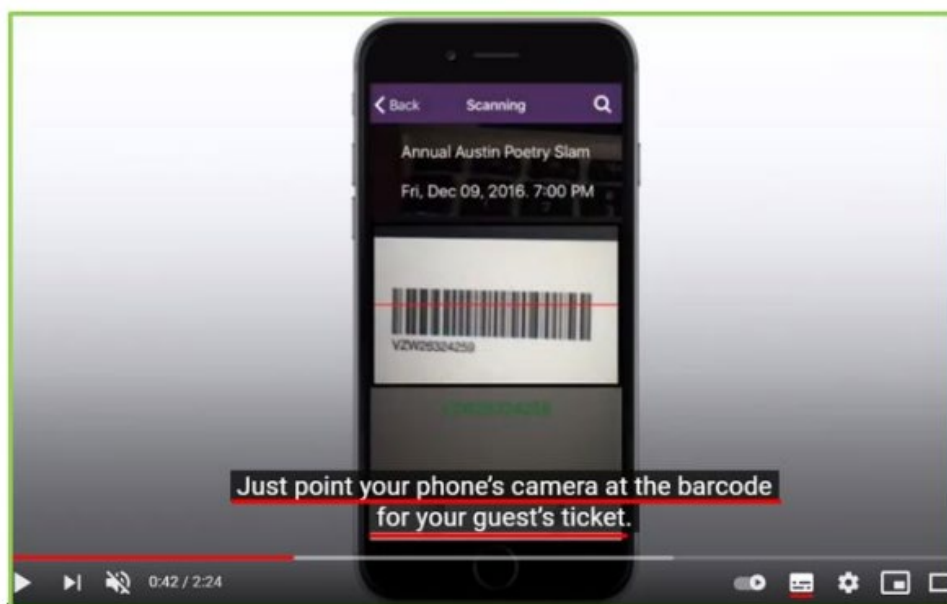 Back Scanning
Annual Austin Poetry Slam
Fri, Dec 09, 2016. 7:00 PM
VZW26324259
Just point your phone's camera at the barcode
for your guest's ticket.
0:42 / 2:24